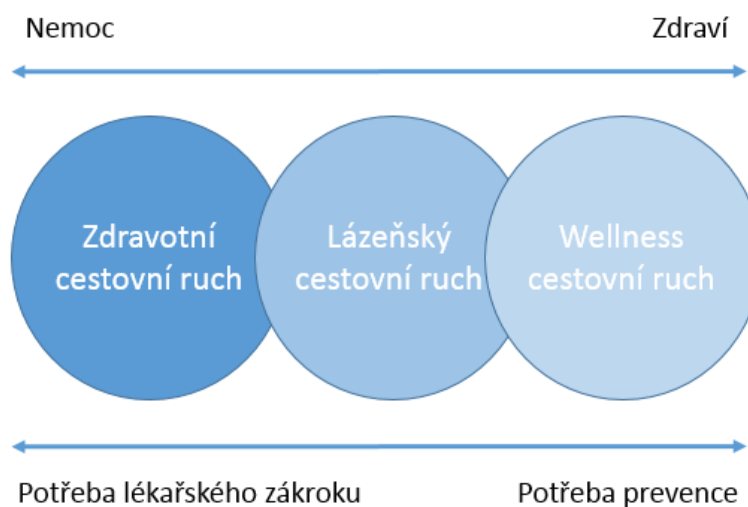 Nemoc
Zdraví
Zdravotní
cestovní ruch
Lázeňský
cestovní ruch
Wellness
cestovní ruch
Potřeba lékařského zákroku
Potřeba prevence